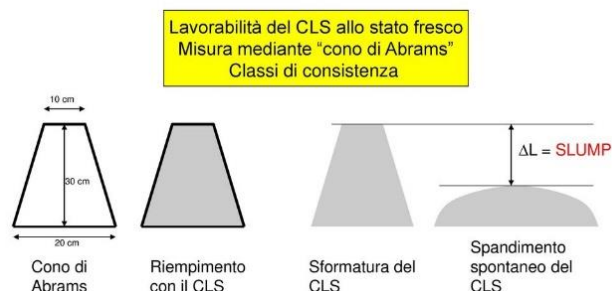 Lavorabilità del CLS allo stato fresco
Misura mediante “cono di Abrams”
Classi di consistenza
10 cm
30 cm
20 cm
ΔL = SLUMP
Cono di
Abrams
Riempimento
con il CLS
Sformatura del
CLS
Spandimento
spontaneo del
CLS